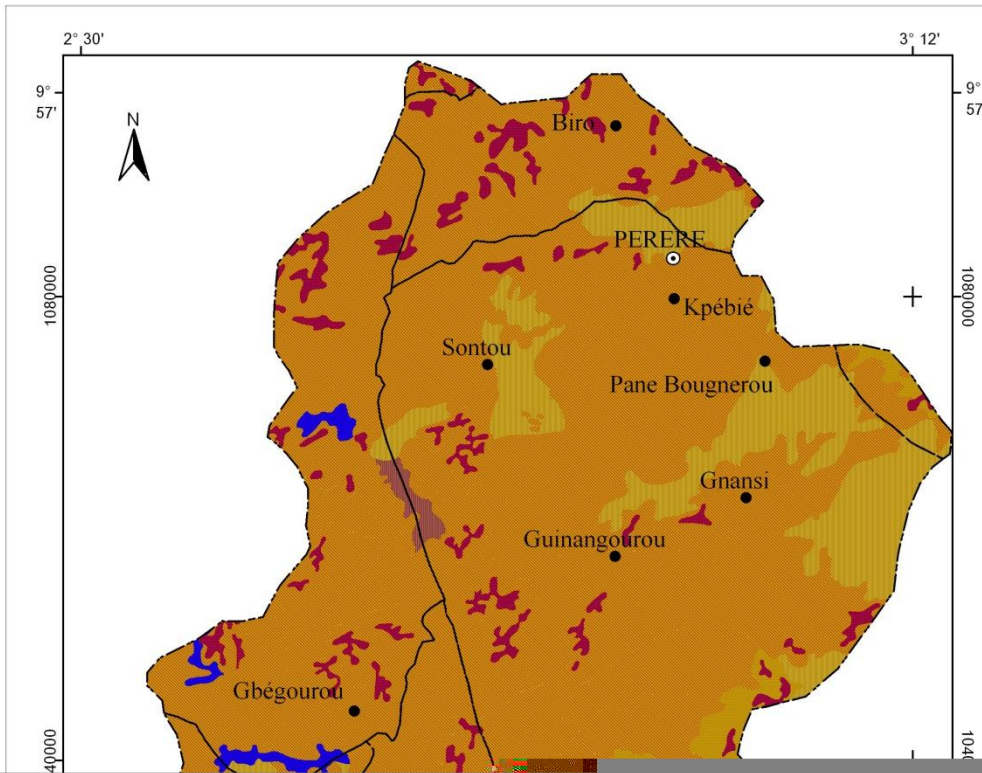 2° 30'
3° 12'
9°
57'
9°
57'
N
Biro
PERERE
1080000
1080000
Kpébié
Sontou
Pane Bougnerou
Gnansi
Guinangourou
Gbégourou
40000
1040